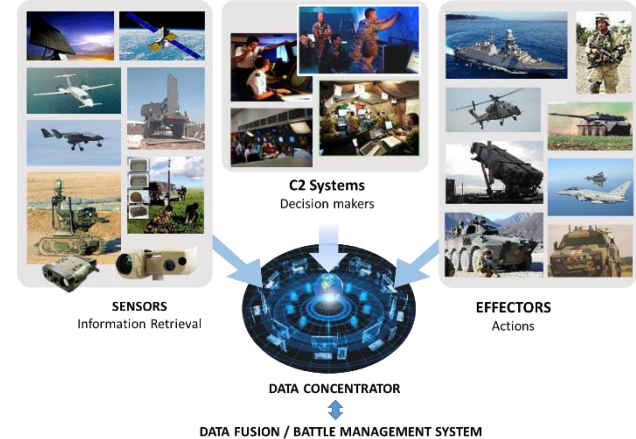 C2 Systems
Decision makers
SENSORS
Information Retrieval
EFFECTORS
Actions
DATA CONCENTRATOR
DATA FUSION / BATTLE MANAGEMENT SYSTEM